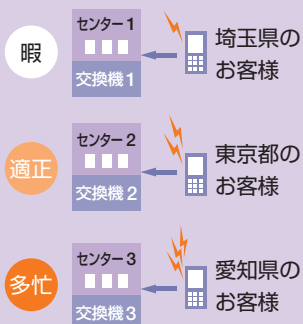 暇
センター1
交換機1
埼玉県の
お客様
適正
センター2
交換機2
東京都の
お客様
多忙
センター3
交換機3
愛知県の
お客様